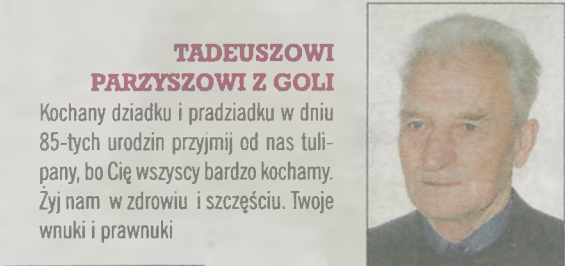 TADEUSZOWI
PARZYSZOWI Z GOLI
Kochany dziadku i pradziadku w dniu
85-tych urodzin przyjmij od nas tuli-
pany, bo Cię wszyscy bardzo kochamy.
Żyj nam w zdrowiu i szczęściu. Twoje
wnuki i prawnuki